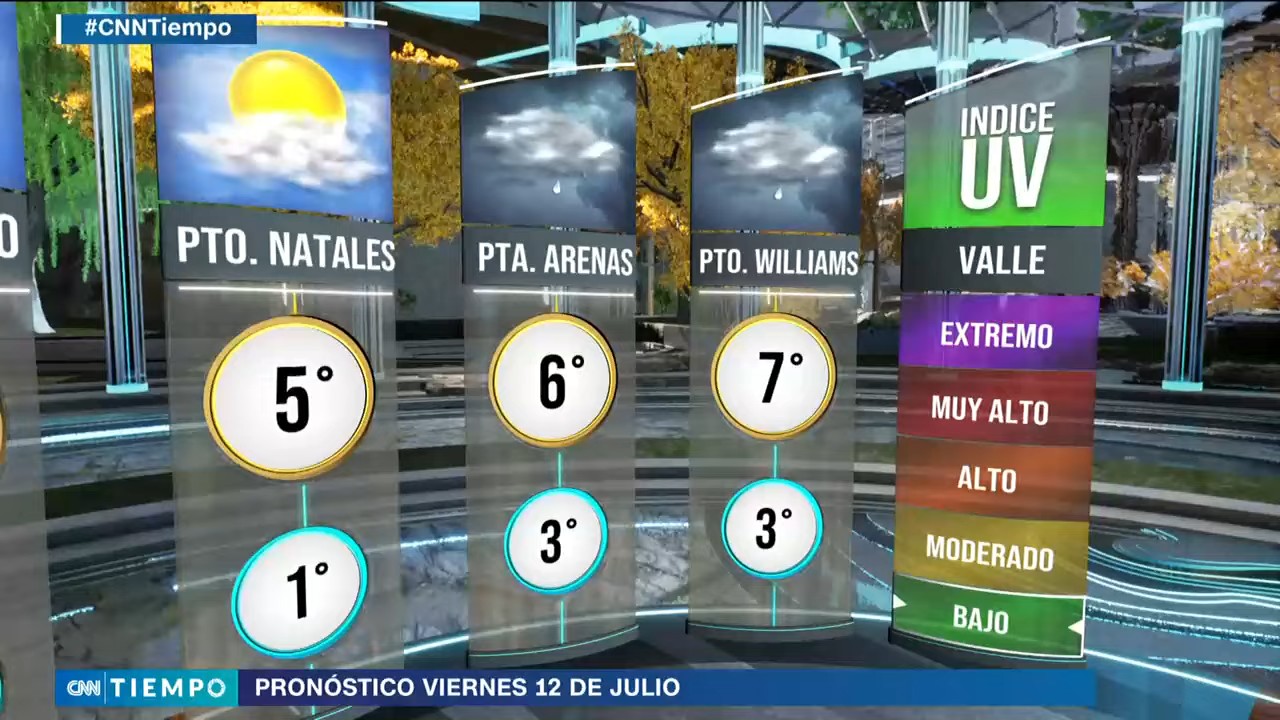 #CNNTiempo
O
PTO. NATALES
5°
1°
PTA. ARENAS
6°
3°
PTO. WILLIAMS
7°
3°
INDICE
UV
VALLE
EXTREMO
MUY ALTO
ALTO
MODERADO
BAJO
CNN TIEMPO
PRONÓSTICO VIERNES 12 DE JULIO